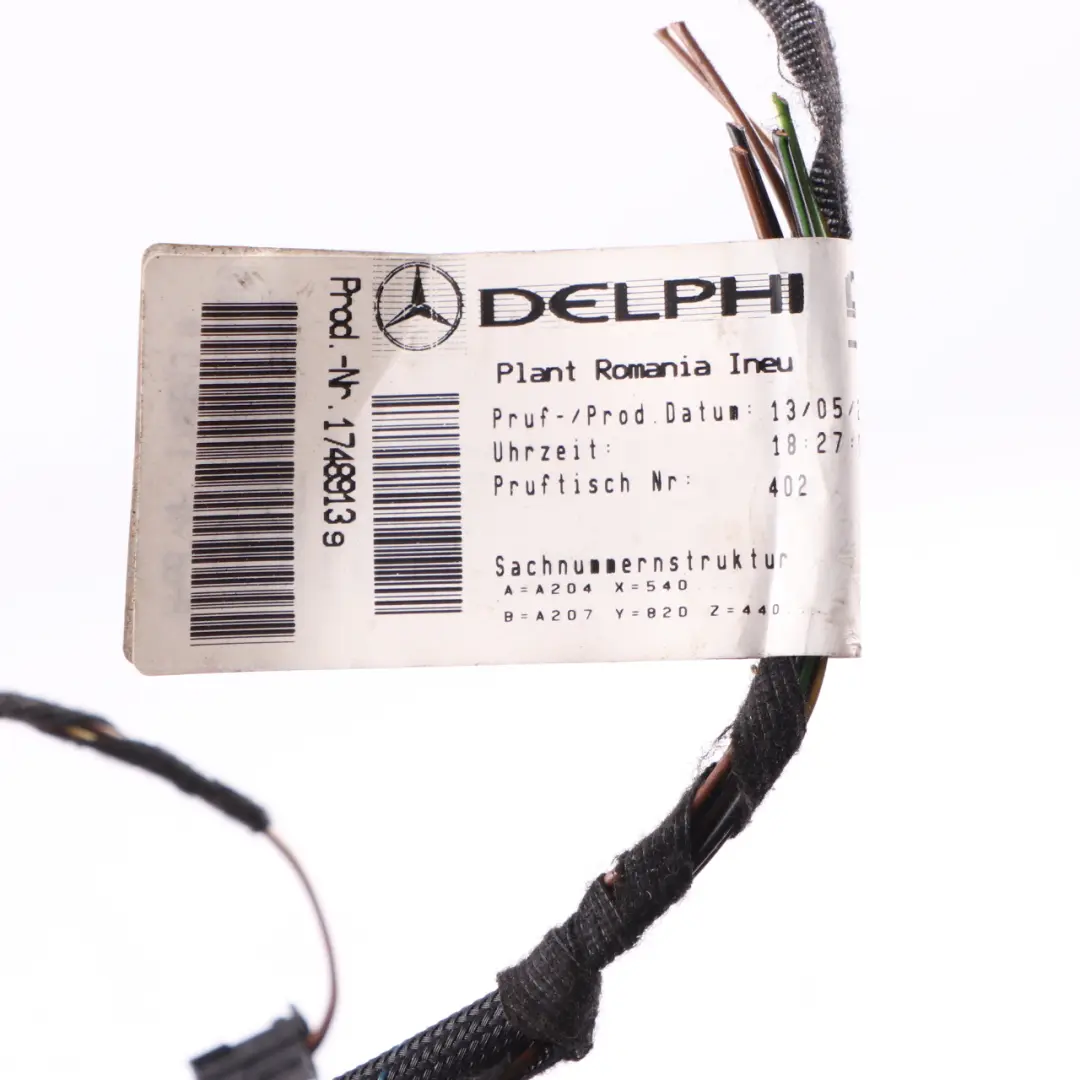 Prod.-Nr.17489139
DELPHI
Plant Romania Ineu
Pruf-/Prod.Datum: 13/05/
Uhrzeit: 18:27:
Pruftisch Nr: 402
Sachnummernstruktur
A=A204 X=540
B=A207 Y=820 Z=440